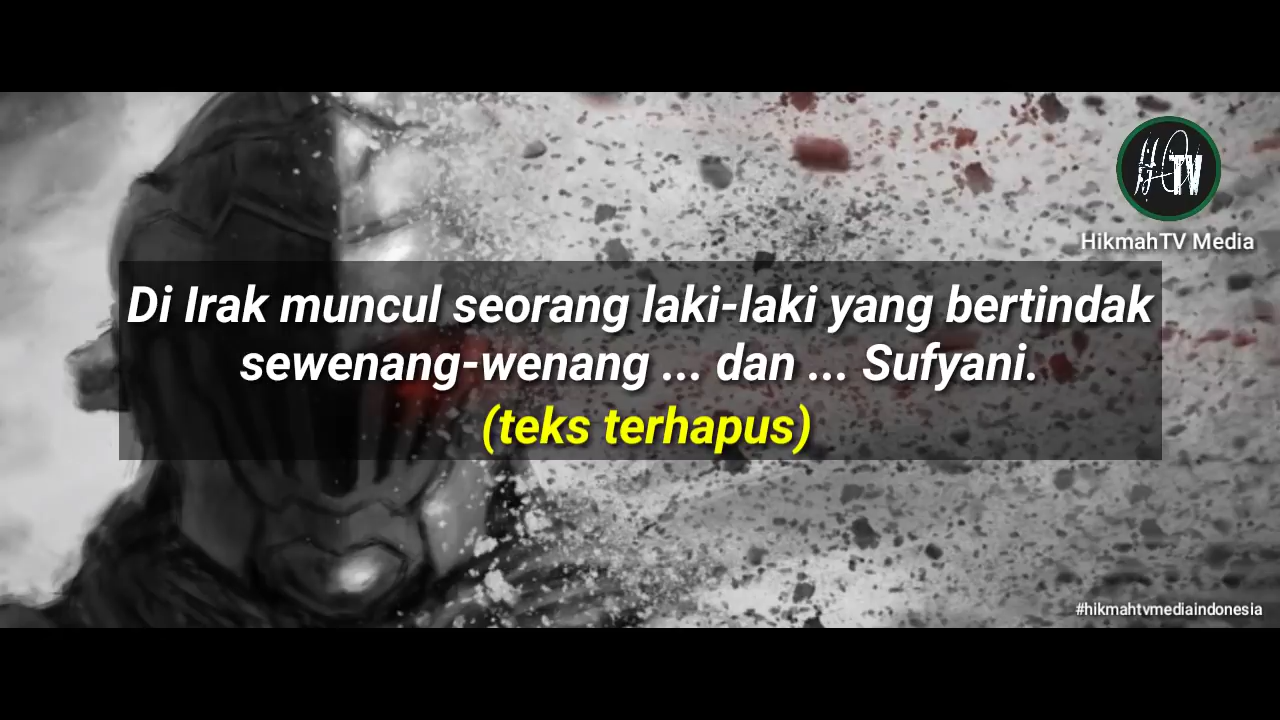 HTV
HikmahTV Media
Di Irak muncul seorang laki-laki yang bertindak
sewenang-wenang ... dan ... Sufyani.
(teks terhapus)
#hikmahtvmediaindonesia